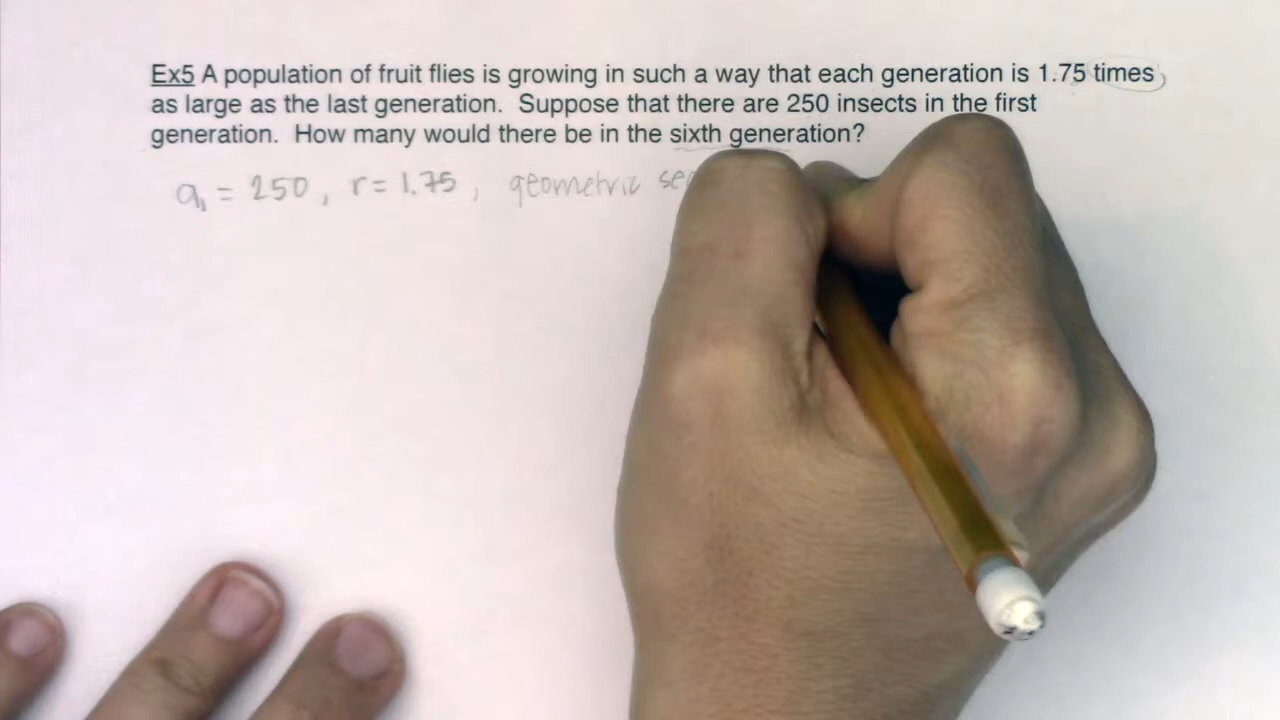 Ex5 A population of fruit flies is growing in such a way that each generation is 1.75 times
as large as the last generation. Suppose that there are 250 insects in the first
generation. How many would there be in the sixth generation?
a₁ = 250, r = 1.75, geometric